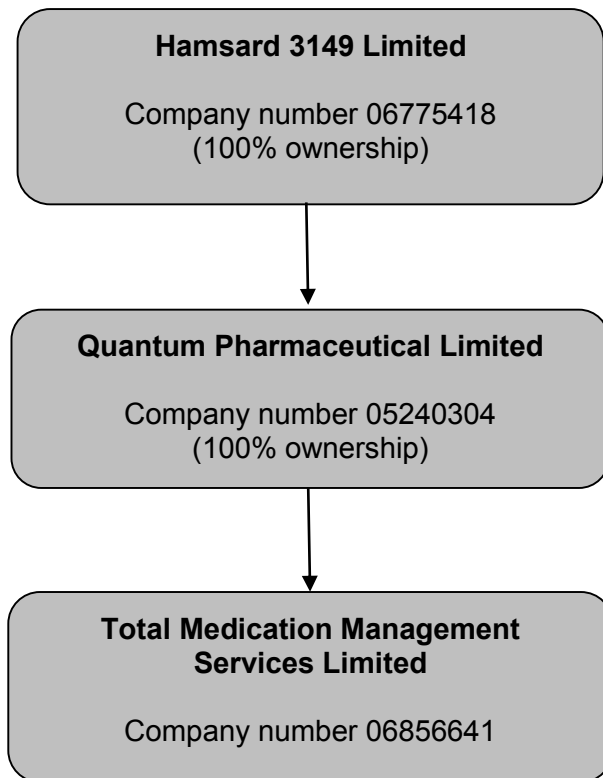 Hamsard 3149 Limited
Company number 06775418
(100% ownership)
Quantum Pharmaceutical Limited
Company number 05240304
(100% ownership)
Total Medication Management
Services Limited
Company number 06856641